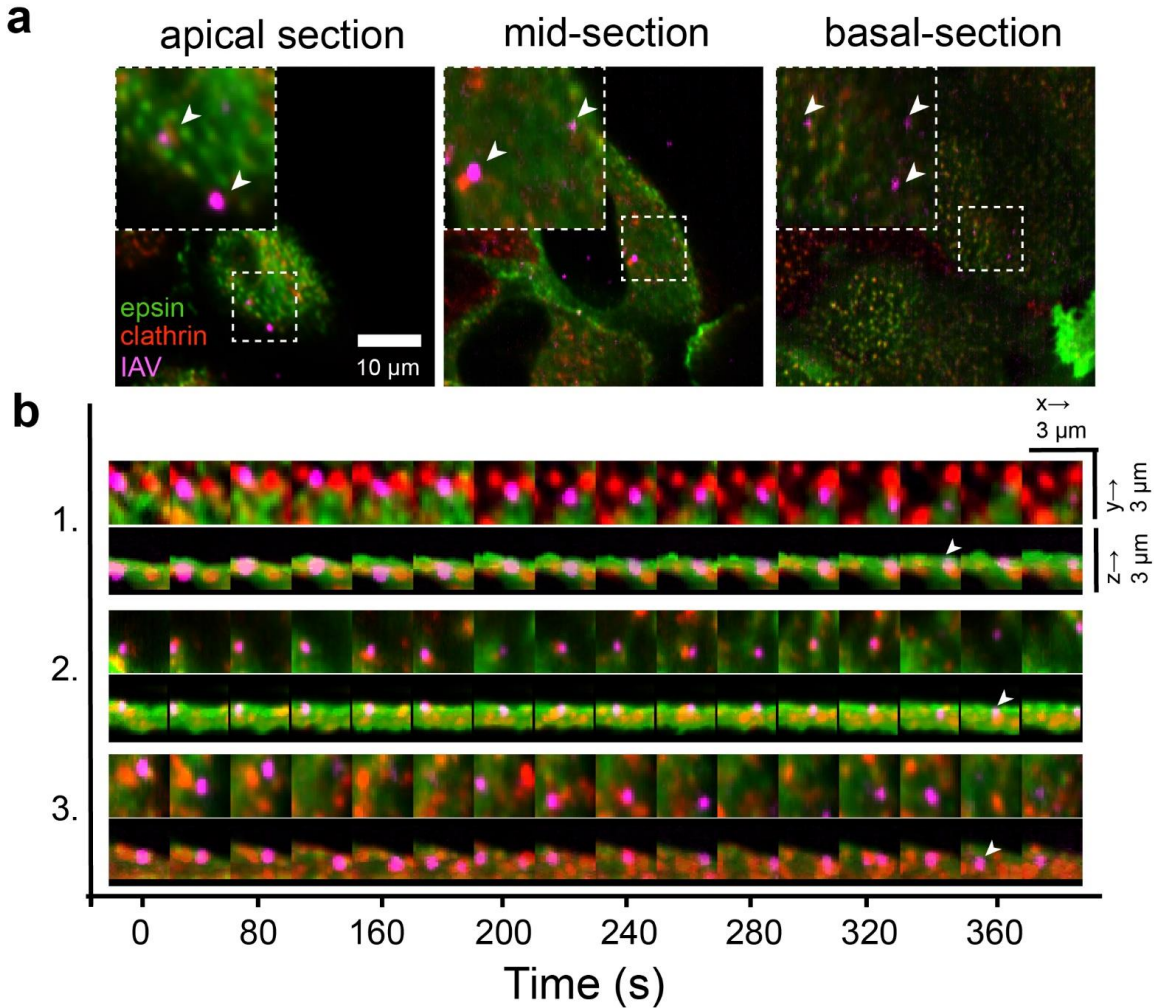 a
apical section
mid-section
basal-section
epsin
clathrin
IAV
10 µm
b
x→
3 µm
y→
3 µm
z→
3 µm
1.
2.
3.
0
80
160
200
240
280
320
360
Time (s)